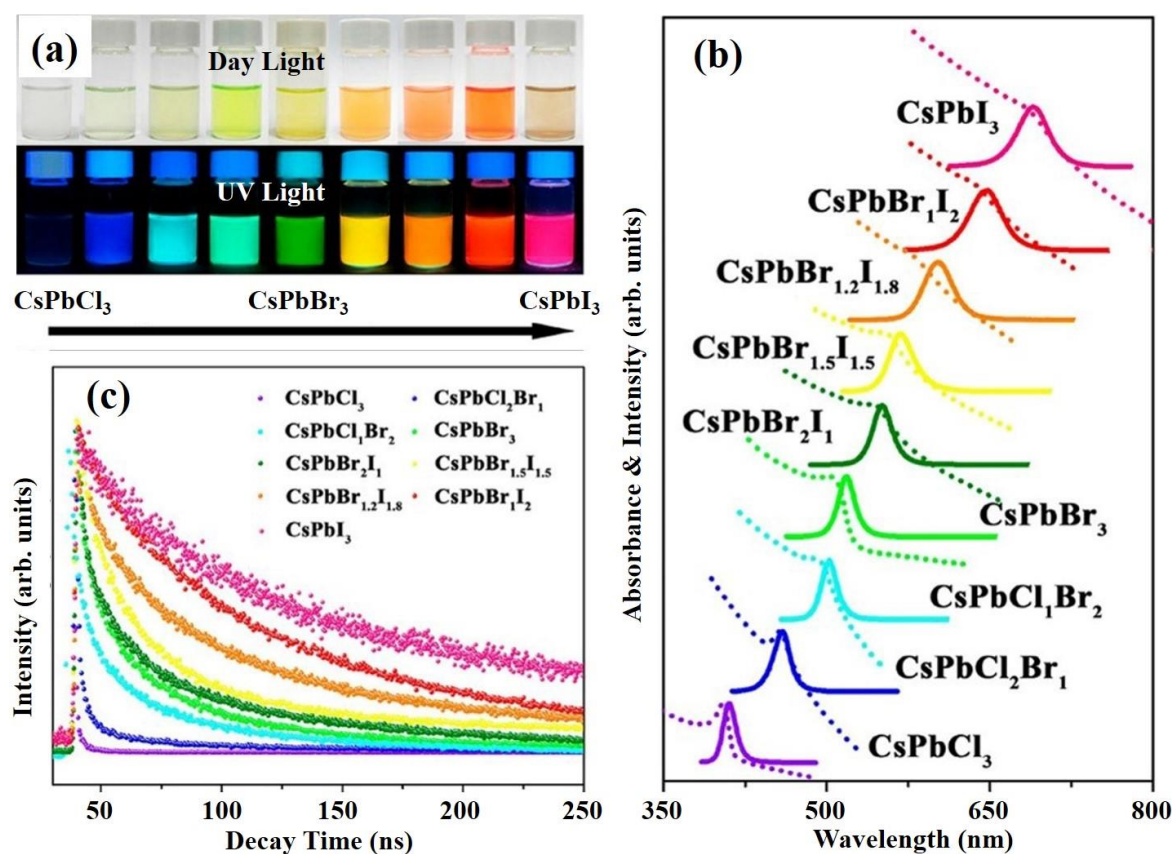 (a)
Day Light
UV Light
CsPbCl₃ CsPbBr₃ CsPbI₃
(b)
CsPbI₃
CsPbBr₁I₂
CsPbBr₁.₂I₁.₈
CsPbBr₁.₅I₁.₅
CsPbBr₂I₁
CsPbBr₃
CsPbCl₁Br₂
CsPbCl₂Br₁
CsPbCl₃
Absorbance & Intensity (arb. units)
350 500 650 800
Wavelength (nm)
(c)
CsPbCl₃ CsPbCl₂Br₁
CsPbCl₁Br₂ CsPbBr₃
CsPbBr₂I₁ CsPbBr₁.₅I₁.₅
CsPbBr₁.₂I₁.₈ CsPbBr₁I₂
CsPbI₃
Intensity (arb. units)
50 100 150 200 250
Decay Time (ns)